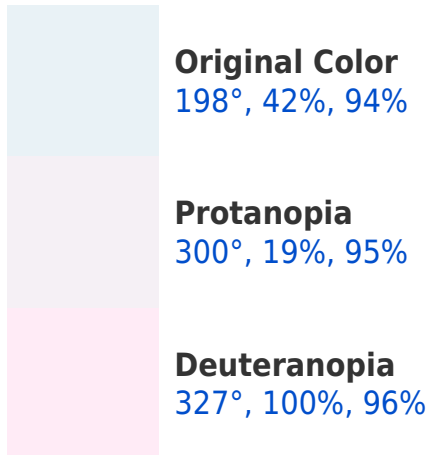 Original Color
198°, 42%, 94%
Protanopia
300°, 19%, 95%
Deuteranopia
327°, 100%, 96%